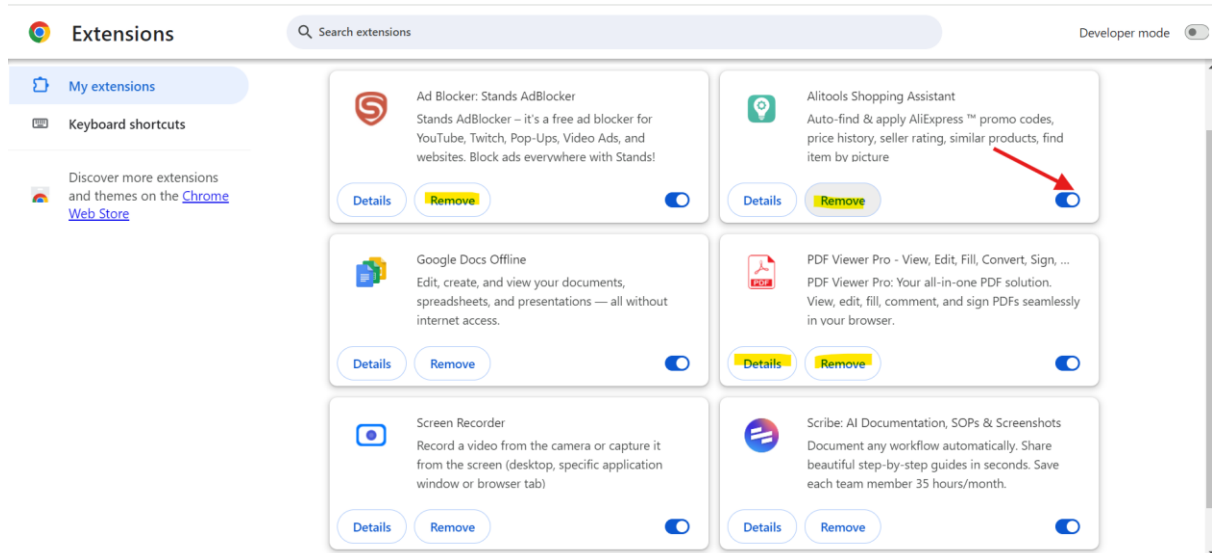 Extensions
Search extensions
Developer mode
My extensions
Keyboard shortcuts
Discover more extensions
and themes on the Chrome
Web Store
Ad Blocker: Stands AdBlocker
Stands AdBlocker – it's a free ad blocker for
YouTube, Twitch, Pop-Ups, Video Ads, and
websites. Block ads everywhere with Stands!
Details
Remove
Alitools Shopping Assistant
Auto-find & apply AliExpress ™ promo codes,
price history, seller rating, similar products, find
item by picture
Details
Remove
Google Docs Offline
Edit, create, and view your documents,
spreadsheets, and presentations — all without
internet access.
Details
Remove
PDF
PDF Viewer Pro - View, Edit, Fill, Convert, Sign, ...
PDF Viewer Pro: Your all-in-one PDF solution.
View, edit, fill, comment, and sign PDFs seamlessly
in your browser.
Details
Remove
Screen Recorder
Record a video from the camera or capture it
from the screen (desktop, specific application
window or browser tab)
Details
Remove
Scribe: AI Documentation, SOPs & Screenshots
Document any workflow automatically. Share
beautiful step-by-step guides in seconds. Save
each team member 35 hours/month.
Details
Remove